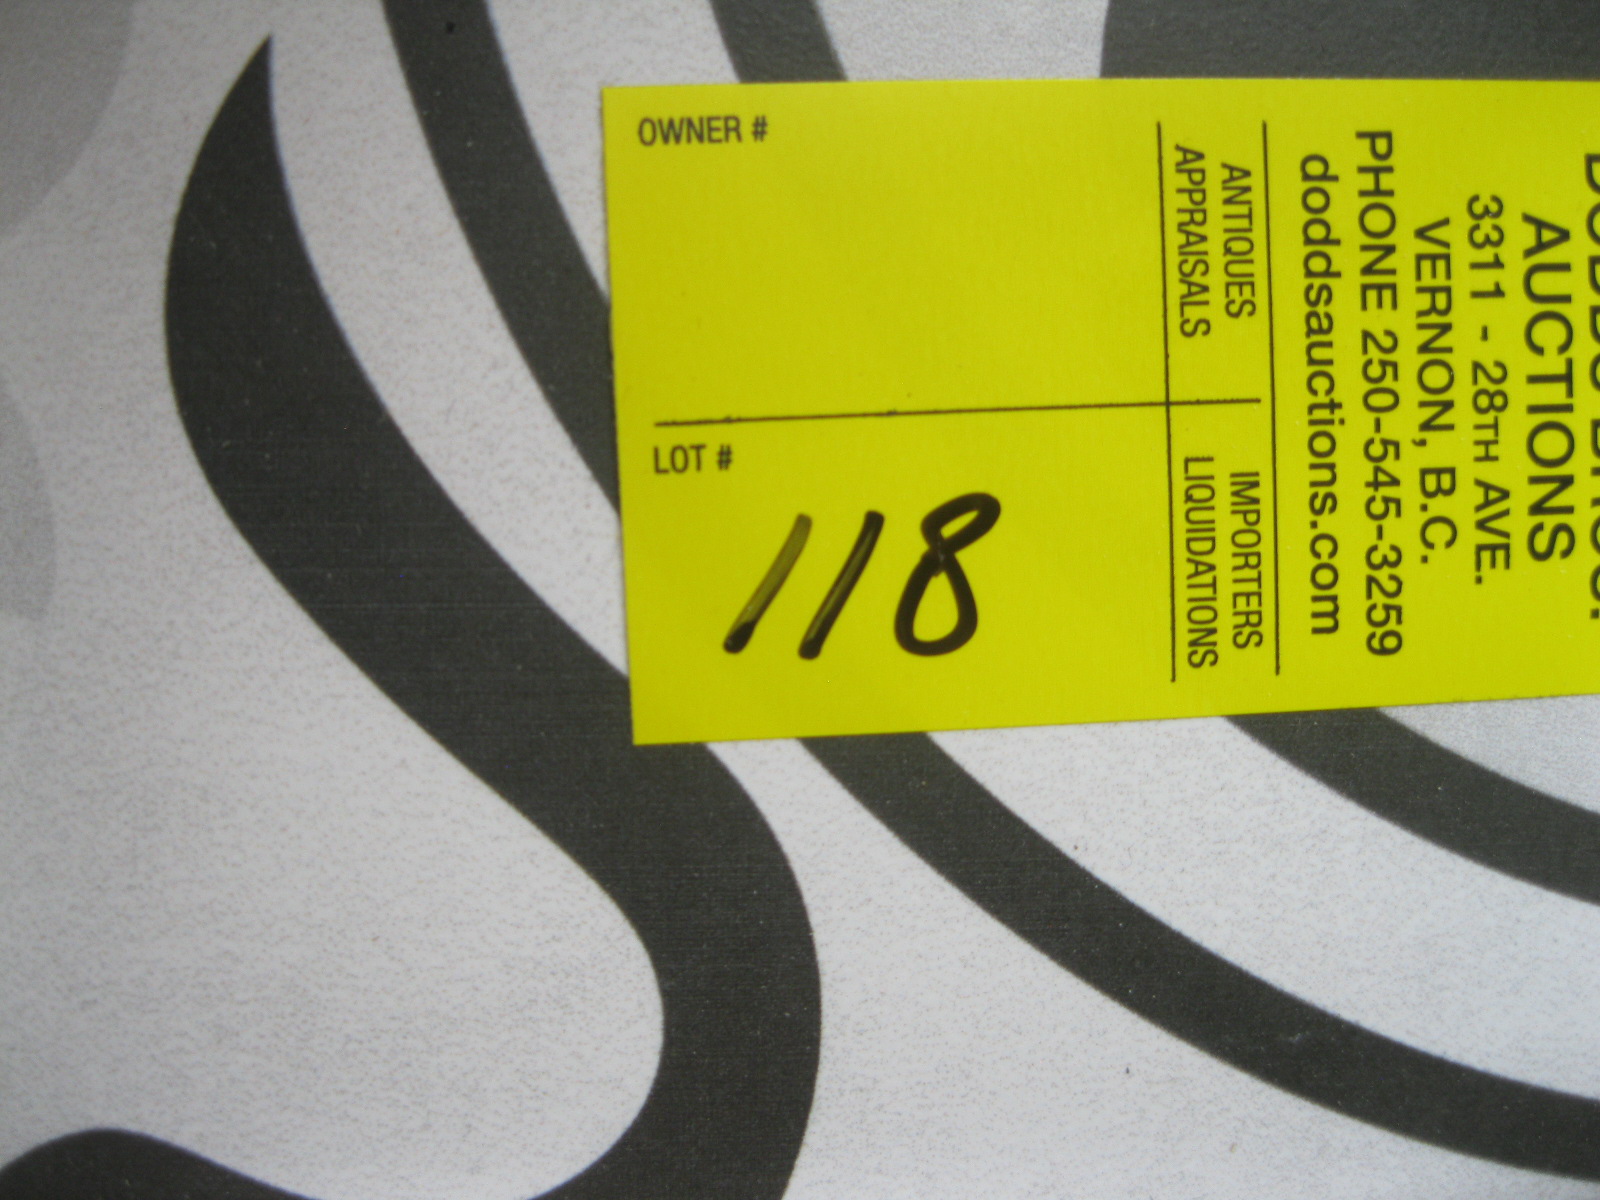 AUCTIONS
3311 - 28TH AVE.
VERNON, B.C.
PHONE 250-545-3259
doddsauctions.com
ANTIQUES IMPORTERS
APPRAISALS LIQUIDATIONS
OWNER #
LOT #
118